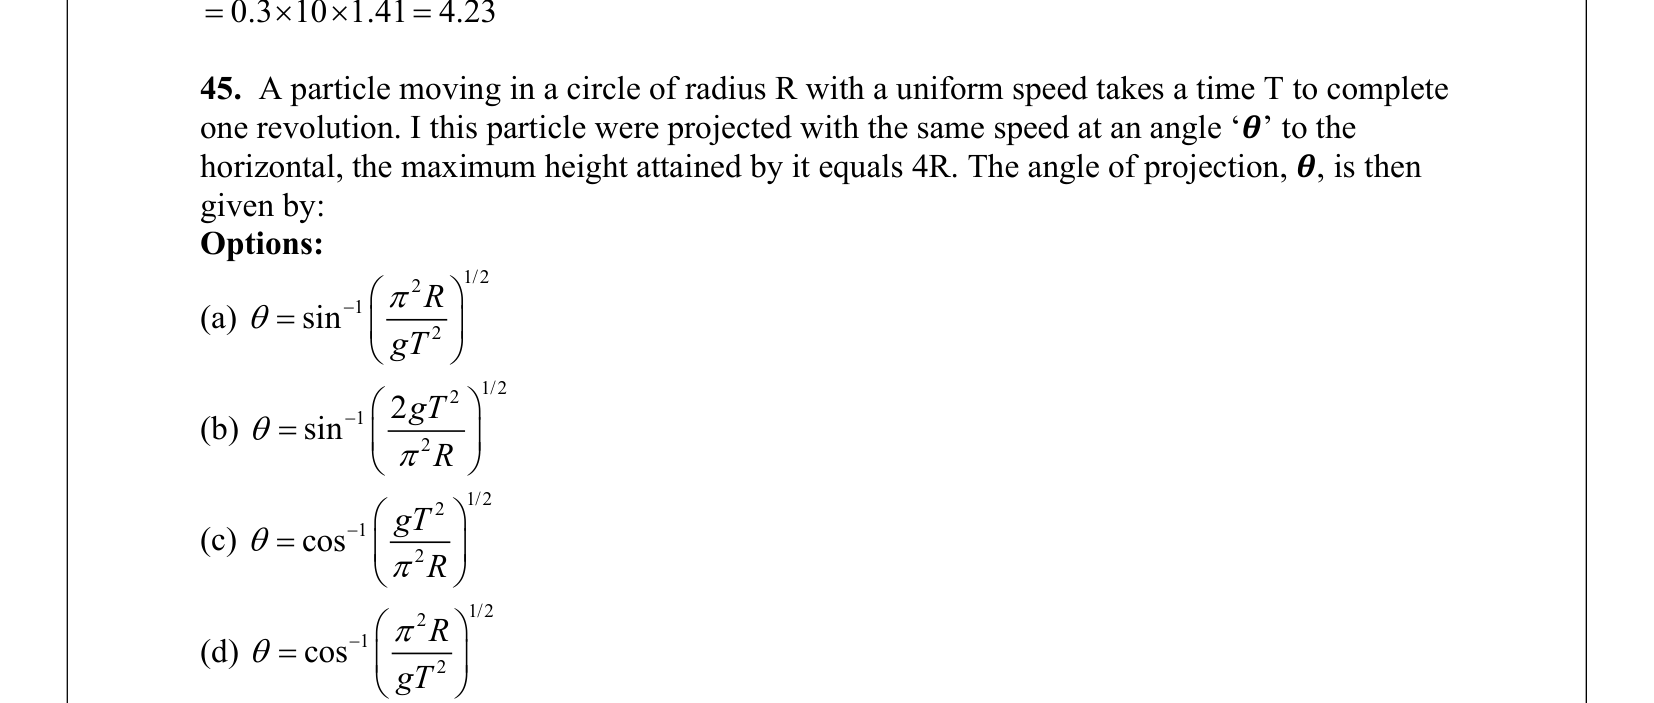 = 0.3×10×1.41 = 4.23
45. A particle moving in a circle of radius R with a uniform speed takes a time T to complete
one revolution. I this particle were projected with the same speed at an angle ‘θ’ to the
horizontal, the maximum height attained by it equals 4R. The angle of projection, θ, is then
given by:
Options:
(a) θ = sin⁻¹ (π²R / gT²)^1/2
(b) θ = sin⁻¹ (2gT² / π²R)^1/2
(c) θ = cos⁻¹ (gT² / π²R)^1/2
(d) θ = cos⁻¹ (π²R / gT²)^1/2